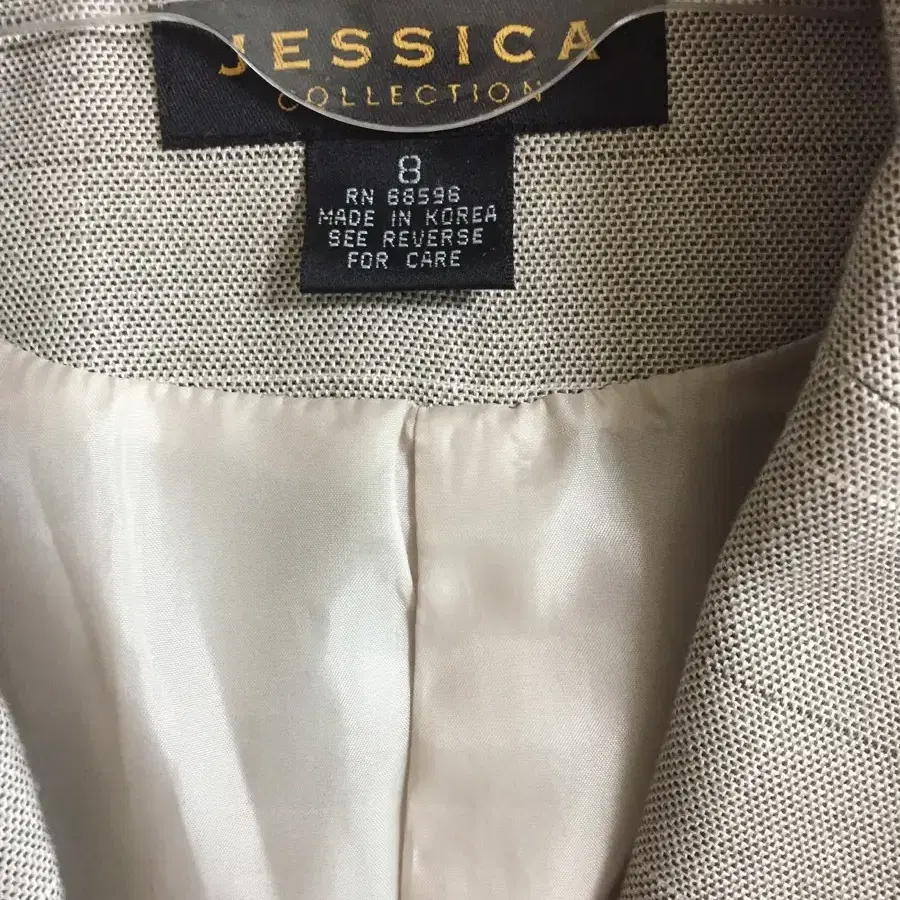 JESSICA
COLLECTION
8
RN 68596
MADE IN KOREA
SEE REVERSE
FOR CARE